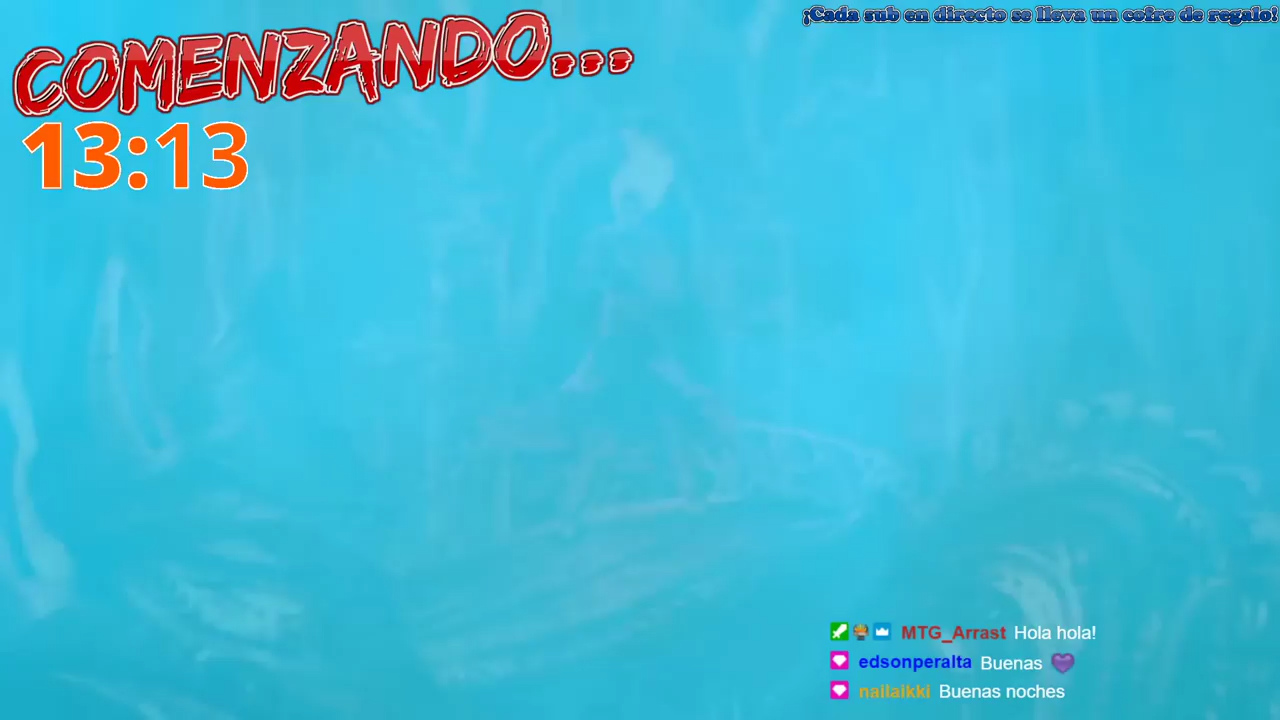 ¡Cada sub en directo se lleva un cofre de regalo!
COMENZANDO...
13:13
MTG_Arrast Hola hola!
edsonperalta Buenas 💜
nailaikki Buenas noches